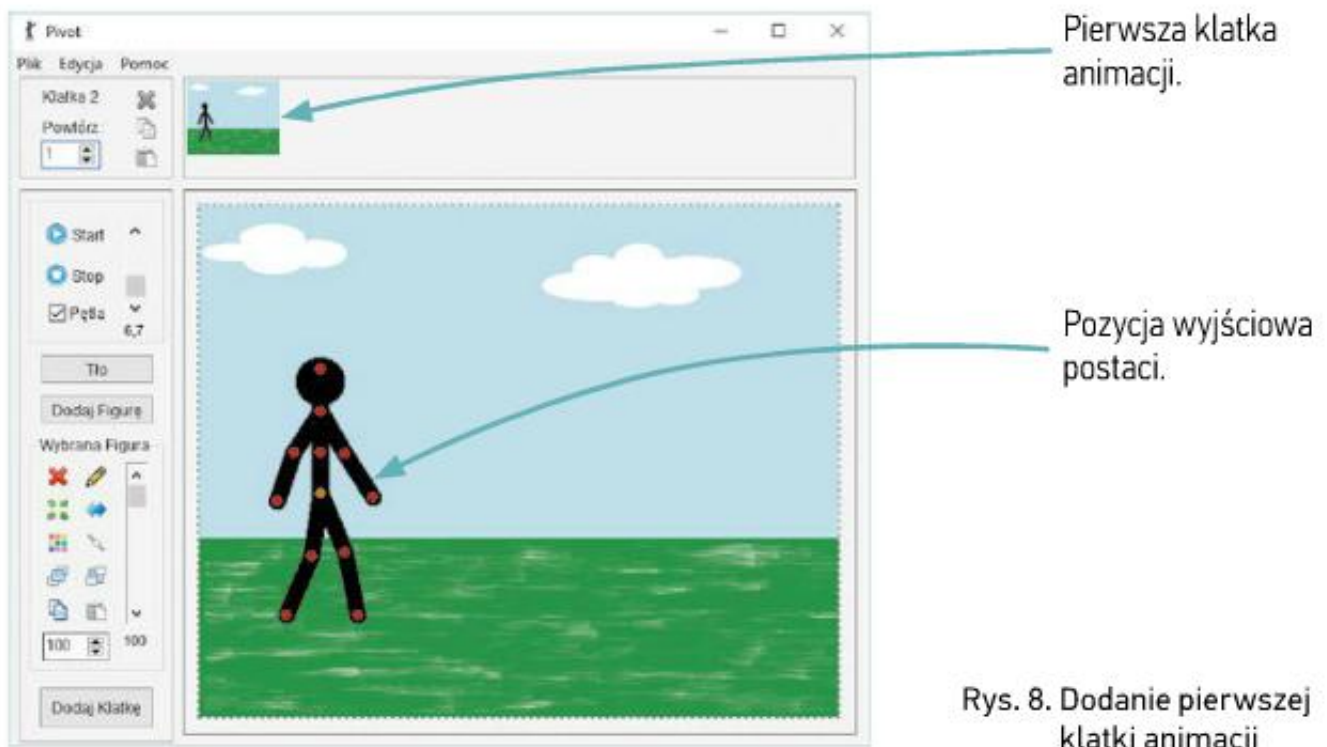 Pivot
Plik Edycja Pomoc
Klatka 2
Powtórz
1
Start
Stop
Pętla
6,7
Tło
Dodaj Figurę
Wybrana Figura
100
100
Dodaj Klatkę
Pierwsza klatka
animacji.
Pozycja wyjściowa
postaci.
Rys. 8. Dodanie pierwszej
klatki animacji